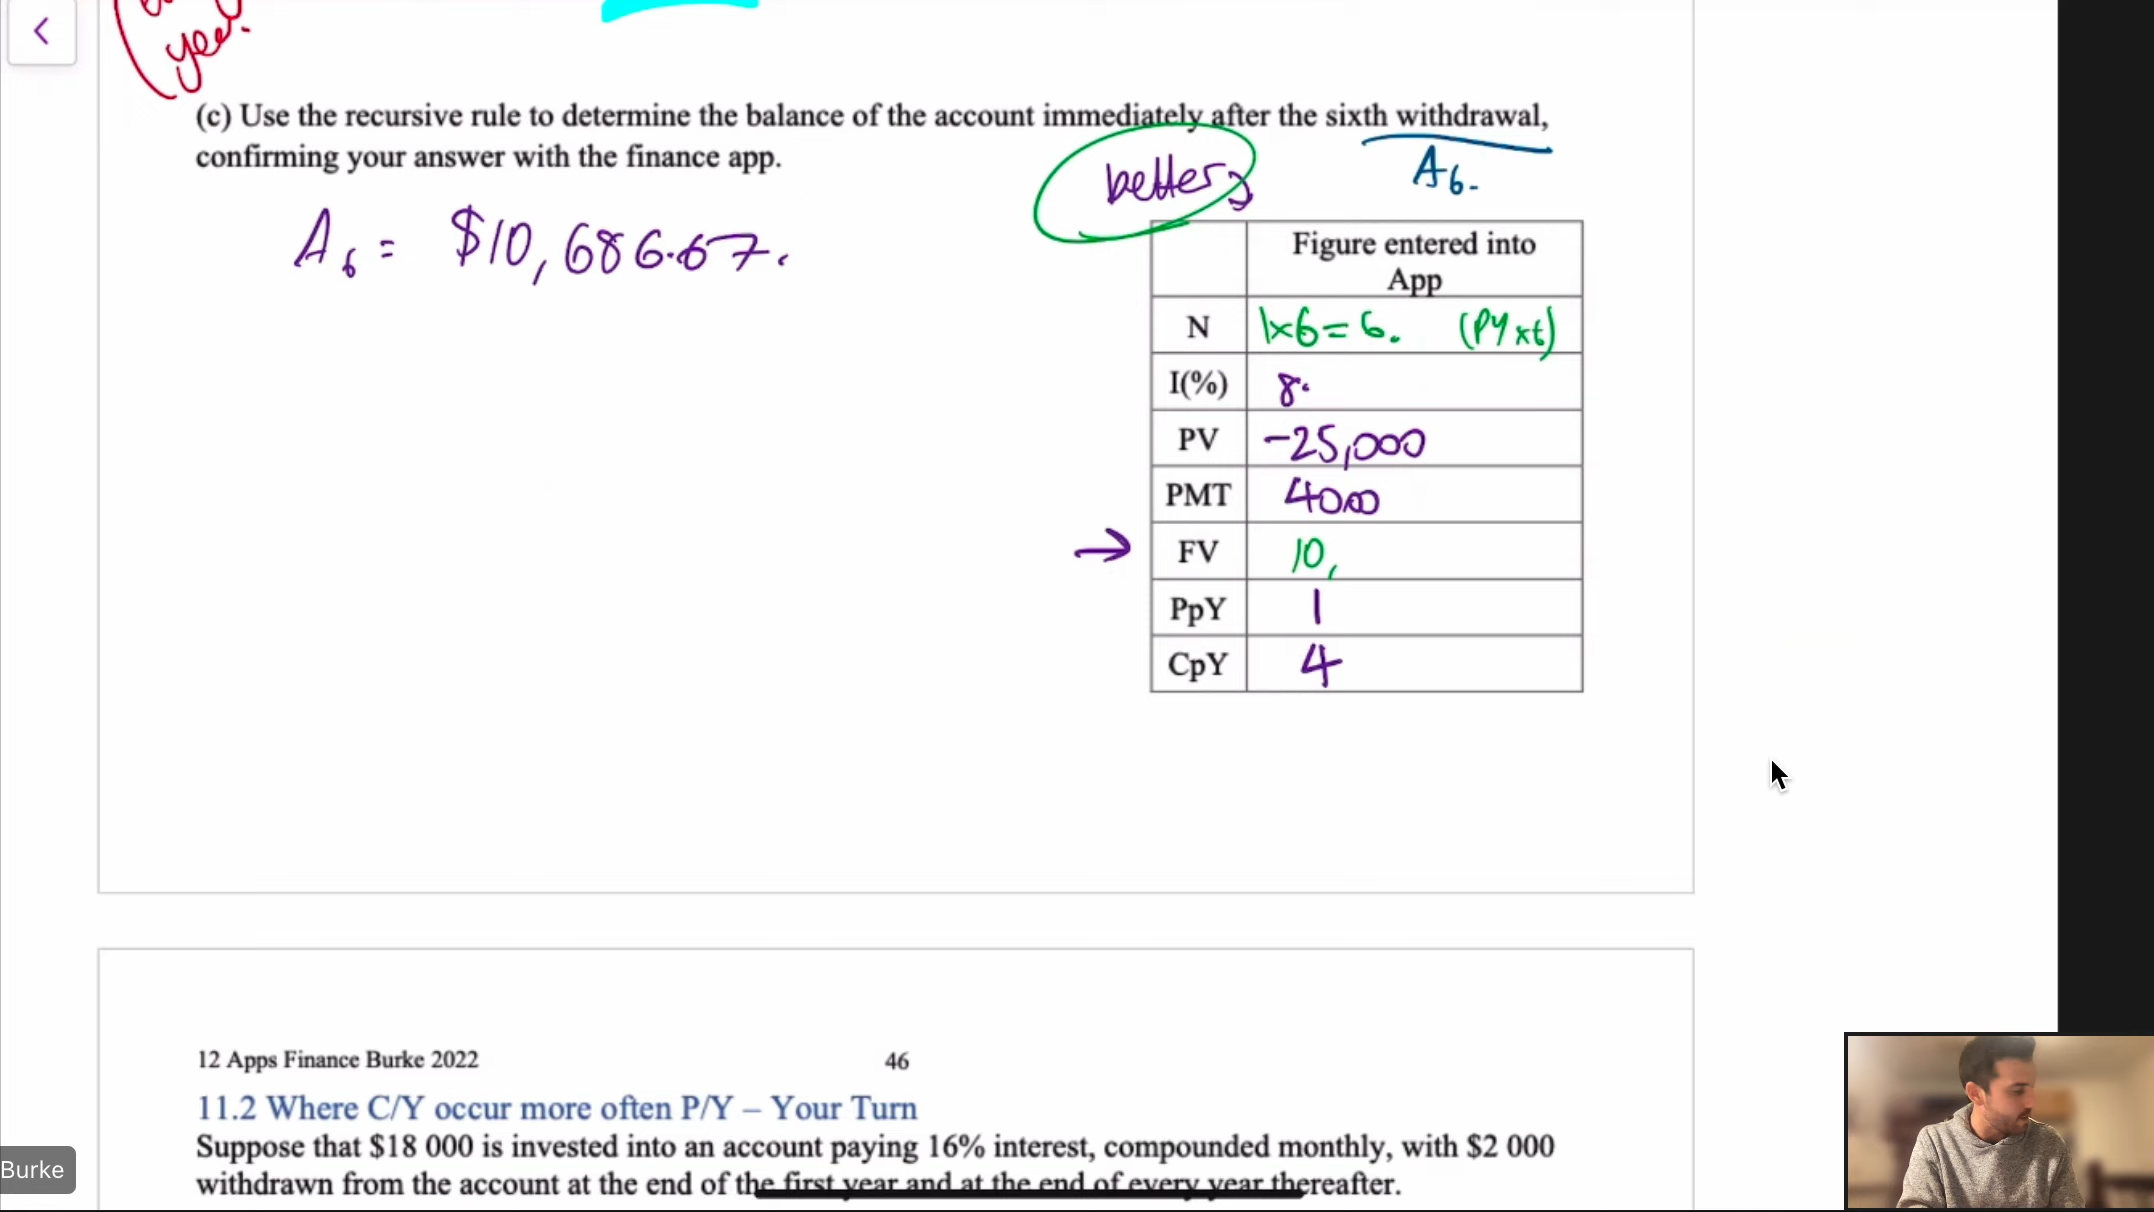 yee.
(c) Use the recursive rule to determine the balance of the account immediately after the sixth withdrawal,
confirming your answer with the finance app.
better
A6.
A6 = $10,686.67.
Figure entered into
App
N 1x6=6. (PY xt)
I(%) 8.
PV -25,000
PMT 4000
FV 10,
PpY 1
CpY 4
12 Apps Finance Burke 2022 46
11.2 Where C/Y occur more often P/Y – Your Turn
Suppose that $18 000 is invested into an account paying 16% interest, compounded monthly, with $2 000
withdrawn from the account at the end of the first year and at the end of every year thereafter.
Burke